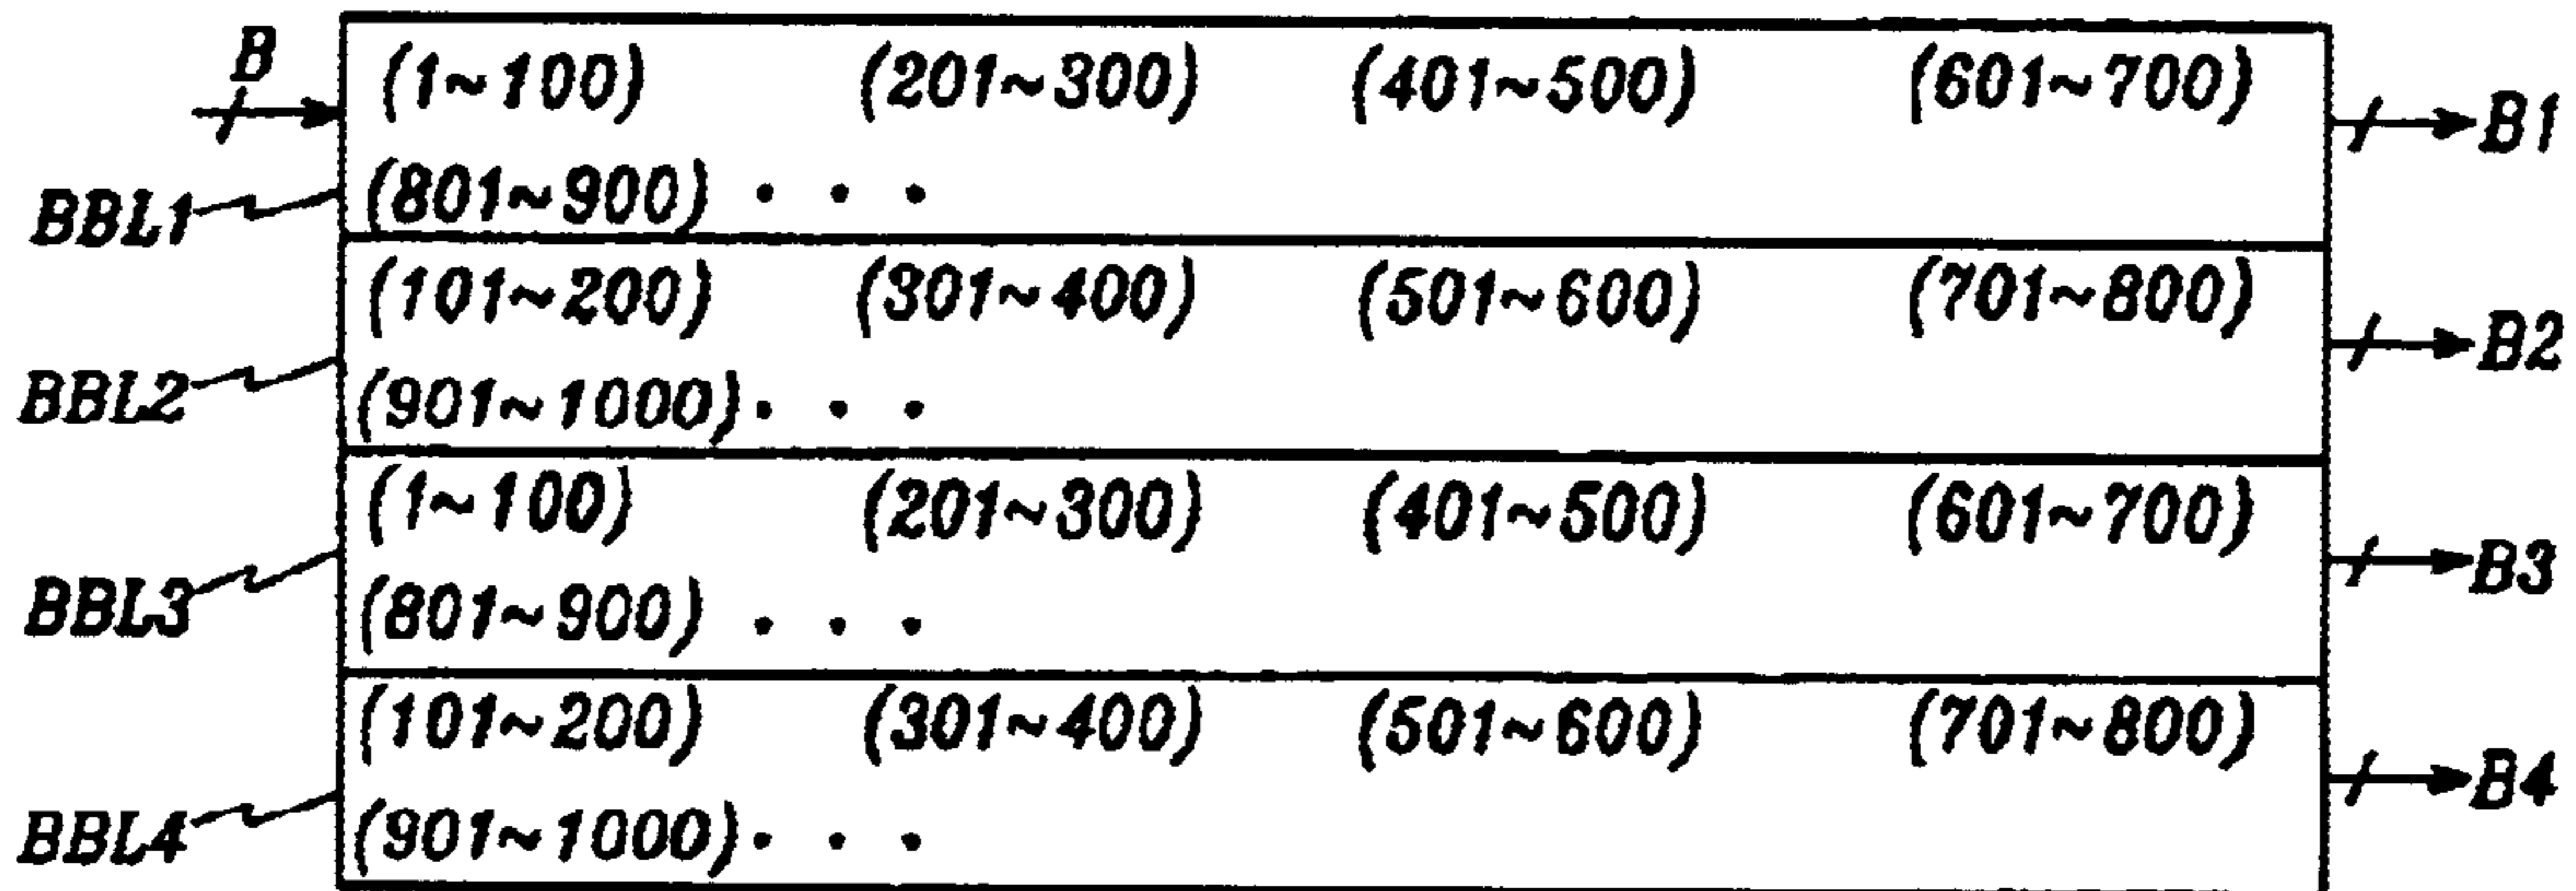 B
(1~100) (201~300) (401~500) (601~700)
B1
(801~900) . . .
BBL1
(101~200) (301~400) (501~600) (701~800)
B2
BBL2
(901~1000) . . .
(1~100) (201~300) (401~500) (601~700)
B3
BBL3
(801~900) . . .
(101~200) (301~400) (501~600) (701~800)
B4
BBL4
(901~1000) . . .